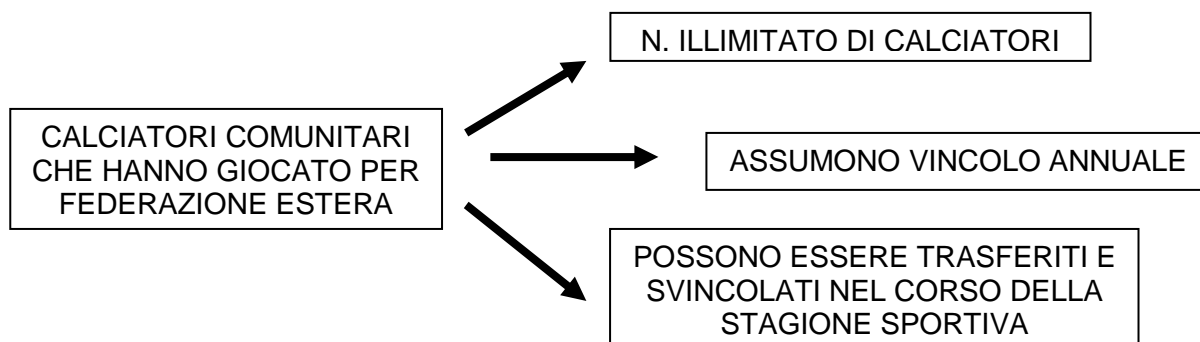 N. ILLIMITATO DI CALCIATORI
CALCIATORI COMUNITARI
CHE HANNO GIOCATO PER
FEDERAZIONE ESTERA
ASSUMONO VINCOLO ANNUALE
POSSONO ESSERE TRASFERITI E
SVINCOLATI NEL CORSO DELLA
STAGIONE SPORTIVA